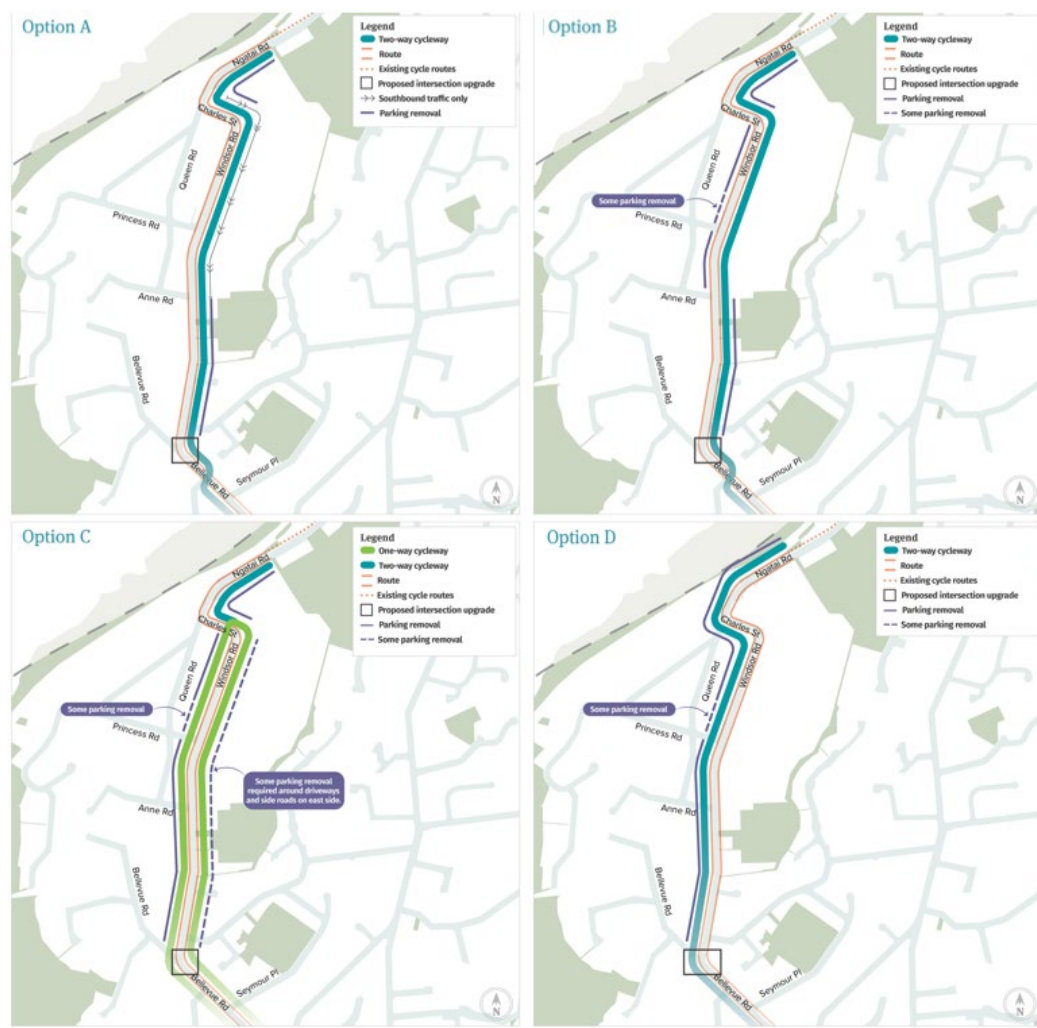 Option A
Legend
Two-way cycleway
Route
Existing cycle routes
Proposed intersection upgrade
Southbound traffic only
Parking removal
Ngatai Rd
Charles St
Windsor Rd
Queen Rd
Princess Rd
Anne Rd
Bellevue Rd
Seymour Pl
Bellevue Rd
N
Option B
Legend
Two-way cycleway
Route
Existing cycle routes
Proposed intersection upgrade
Parking removal
Some parking removal
Ngatai Rd
Charles St
Windsor Rd
Queen Rd
Some parking removal
Princess Rd
Anne Rd
Bellevue Rd
Seymour Pl
Bellevue Rd
N
Option C
Legend
One-way cycleway
Two-way cycleway
Route
Existing cycle routes
Proposed intersection upgrade
Parking removal
Some parking removal
Ngatai Rd
Charles St
Windsor Rd
Queen Rd
Some parking removal
Princess Rd
Some parking removal
required around driveways
and side roads on east side.
Anne Rd
Bellevue Rd
Seymour Pl
Bellevue Rd
N
Option D
Legend
Two-way cycleway
Route
Existing cycle routes
Proposed intersection upgrade
Parking removal
Some parking removal
Ngatai Rd
Charles St
Windsor Rd
Queen Rd
Some parking removal
Princess Rd
Anne Rd
Bellevue Rd
Seymour Pl
Bellevue Rd
N